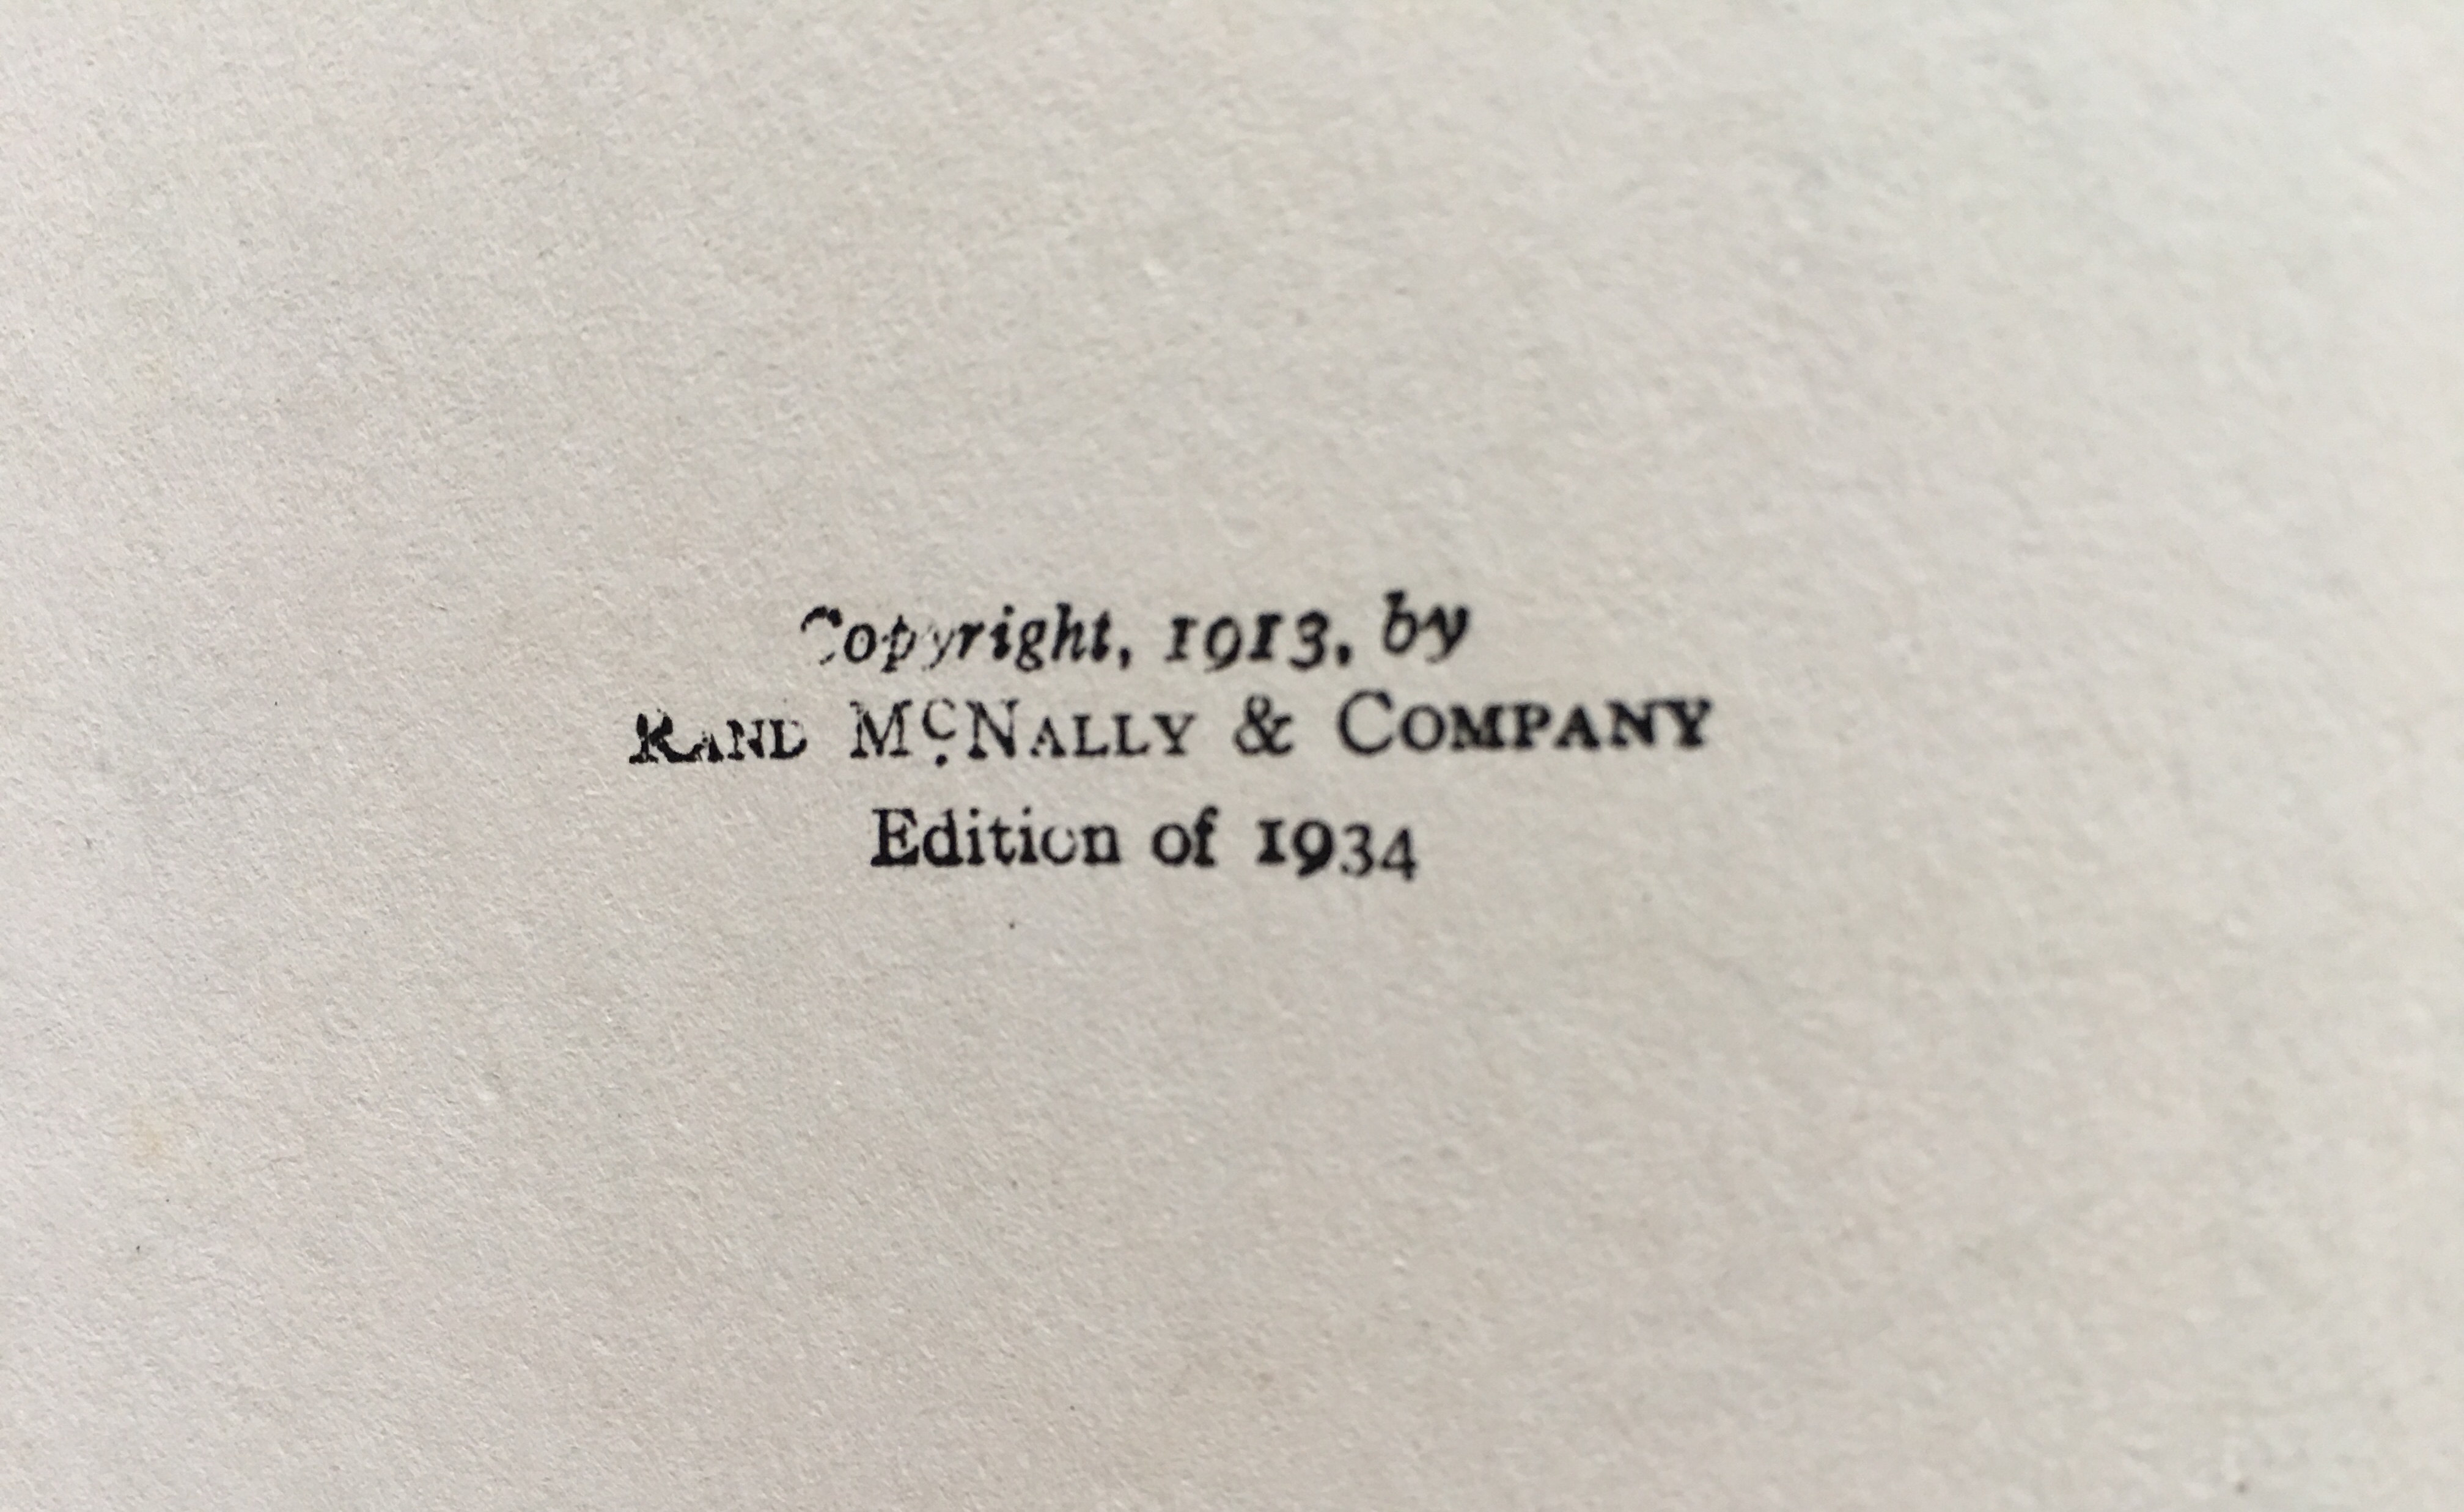 Copyright, 1913, by
RAND McNALLY & COMPANY
Edition of 1934